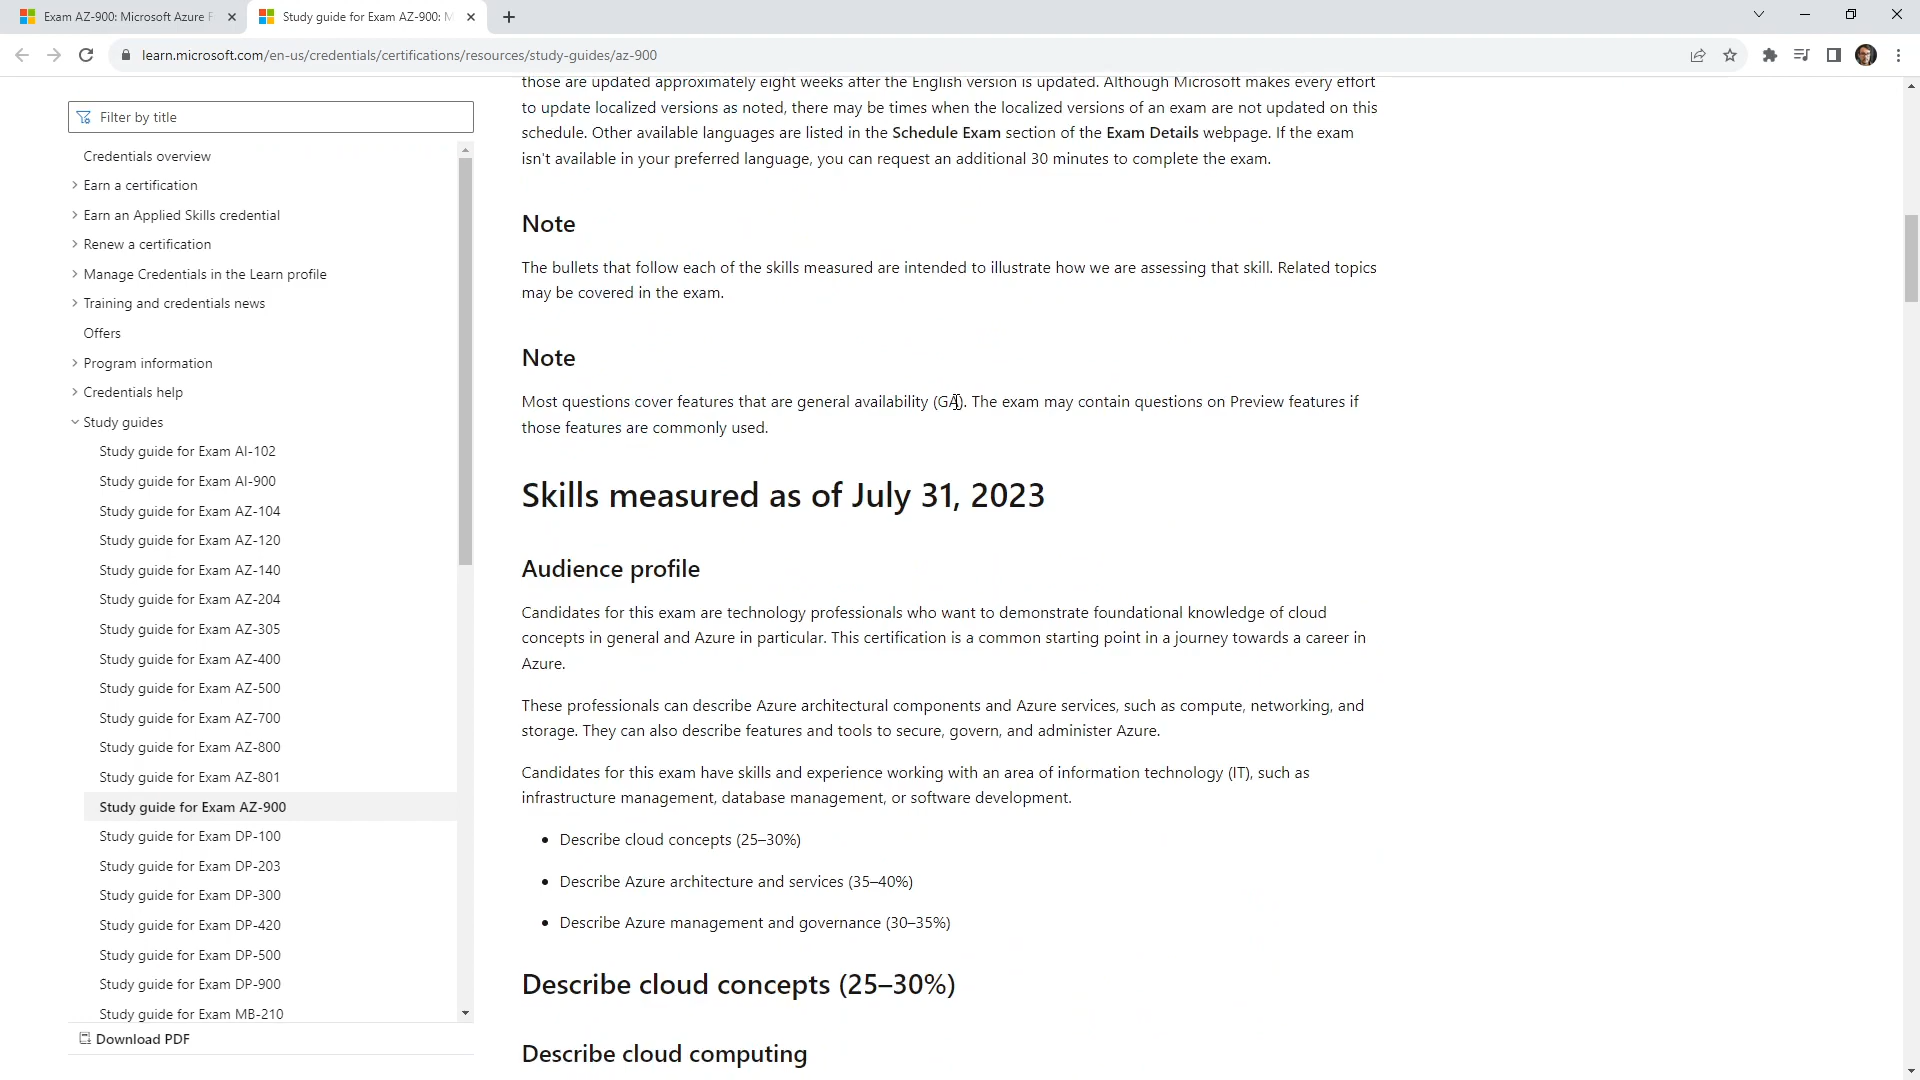 Exam AZ-900: Microsoft Azure F
Study guide for Exam AZ-900: M
learn.microsoft.com/en-us/credentials/certifications/resources/study-guides/az-900
Filter by title
Credentials overview
Earn a certification
Earn an Applied Skills credential
Renew a certification
Manage Credentials in the Learn profile
Training and credentials news
Offers
Program information
Credentials help
Study guides
Study guide for Exam AI-102
Study guide for Exam AI-900
Study guide for Exam AZ-104
Study guide for Exam AZ-120
Study guide for Exam AZ-140
Study guide for Exam AZ-204
Study guide for Exam AZ-305
Study guide for Exam AZ-400
Study guide for Exam AZ-500
Study guide for Exam AZ-700
Study guide for Exam AZ-800
Study guide for Exam AZ-801
Study guide for Exam AZ-900
Study guide for Exam DP-100
Study guide for Exam DP-203
Study guide for Exam DP-300
Study guide for Exam DP-420
Study guide for Exam DP-500
Study guide for Exam DP-900
Study guide for Exam MB-210
Download PDF
those are updated approximately eight weeks after the English version is updated. Although Microsoft makes every effort
to update localized versions as noted, there may be times when the localized versions of an exam are not updated on this
schedule. Other available languages are listed in the Schedule Exam section of the Exam Details webpage. If the exam
isn't available in your preferred language, you can request an additional 30 minutes to complete the exam.
Note
The bullets that follow each of the skills measured are intended to illustrate how we are assessing that skill. Related topics
may be covered in the exam.
Note
Most questions cover features that are general availability (GA). The exam may contain questions on Preview features if
those features are commonly used.
Skills measured as of July 31, 2023
Audience profile
Candidates for this exam are technology professionals who want to demonstrate foundational knowledge of cloud
concepts in general and Azure in particular. This certification is a common starting point in a journey towards a career in
Azure.
These professionals can describe Azure architectural components and Azure services, such as compute, networking, and
storage. They can also describe features and tools to secure, govern, and administer Azure.
Candidates for this exam have skills and experience working with an area of information technology (IT), such as
infrastructure management, database management, or software development.
• Describe cloud concepts (25–30%)
• Describe Azure architecture and services (35–40%)
• Describe Azure management and governance (30–35%)
Describe cloud concepts (25–30%)
Describe cloud computing